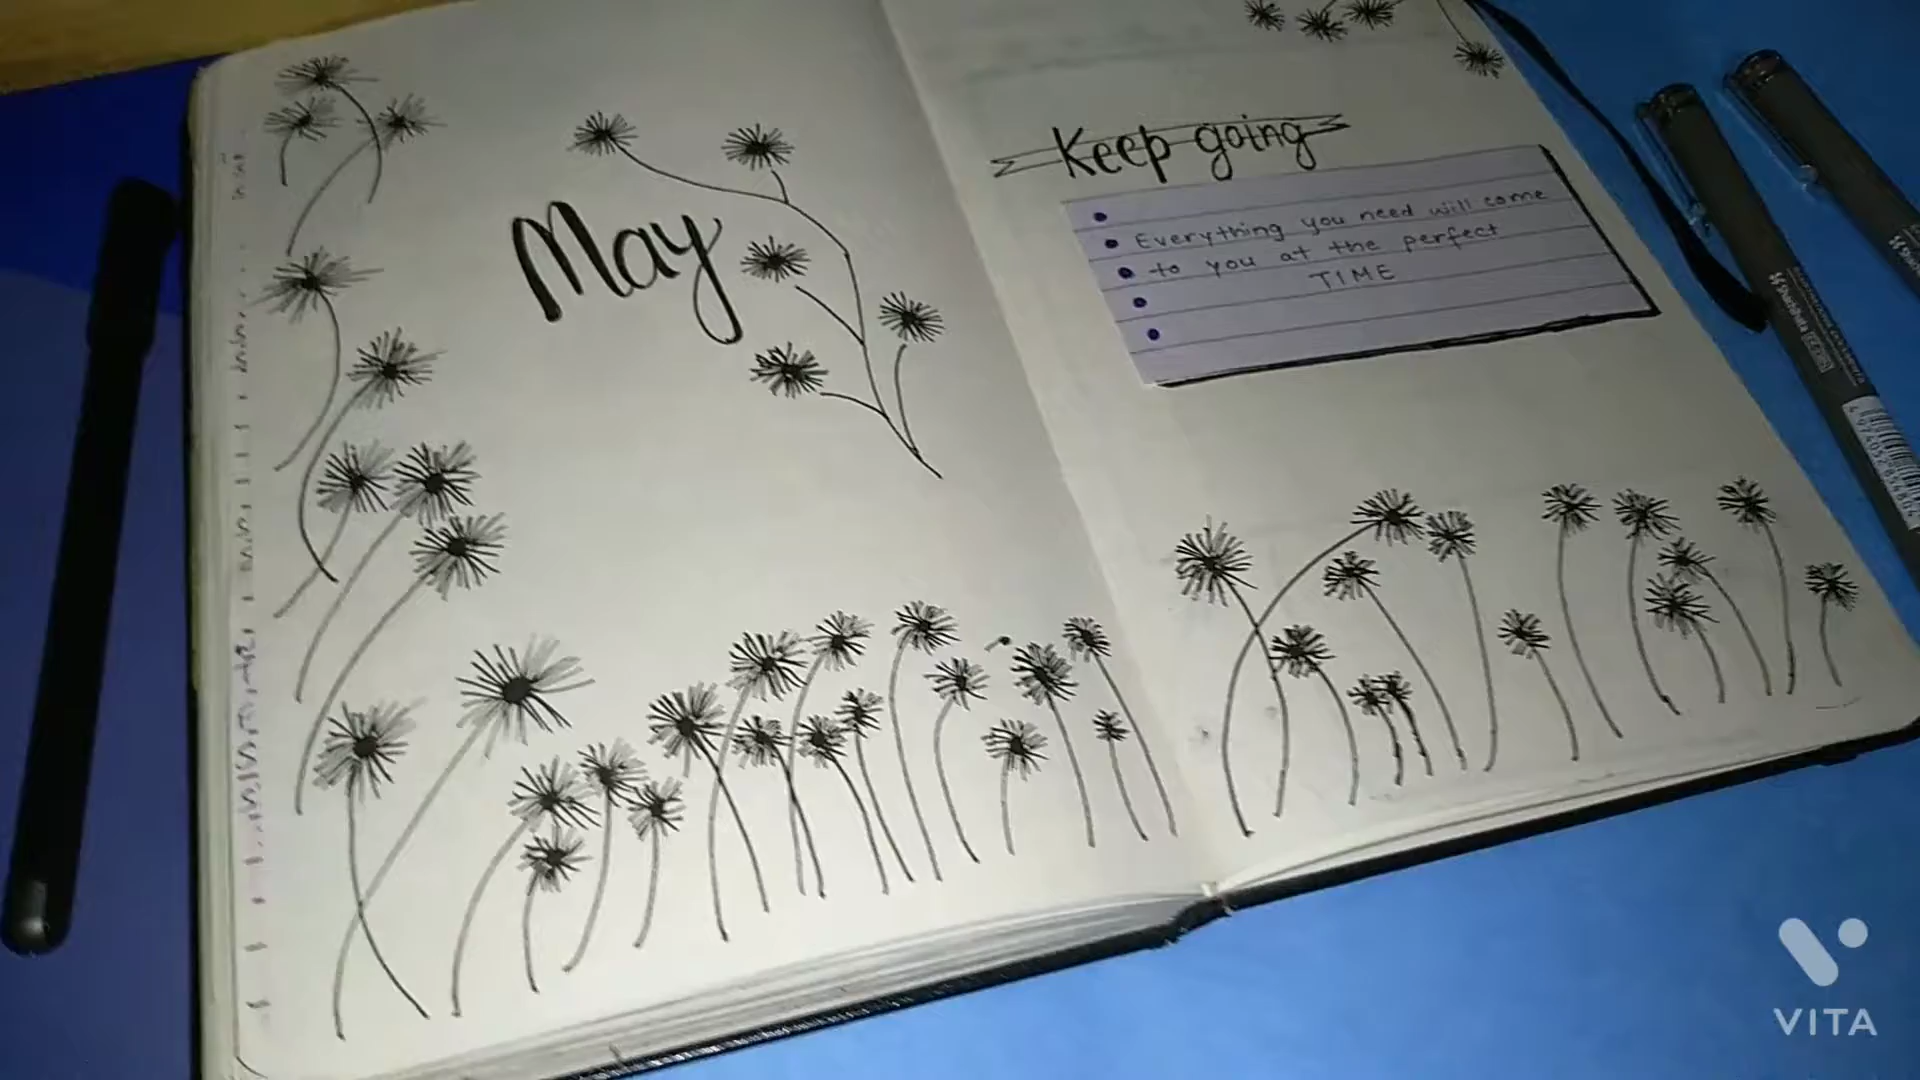 May
Keep going
Everything you need will come
to you at the perfect
TIME
VITA